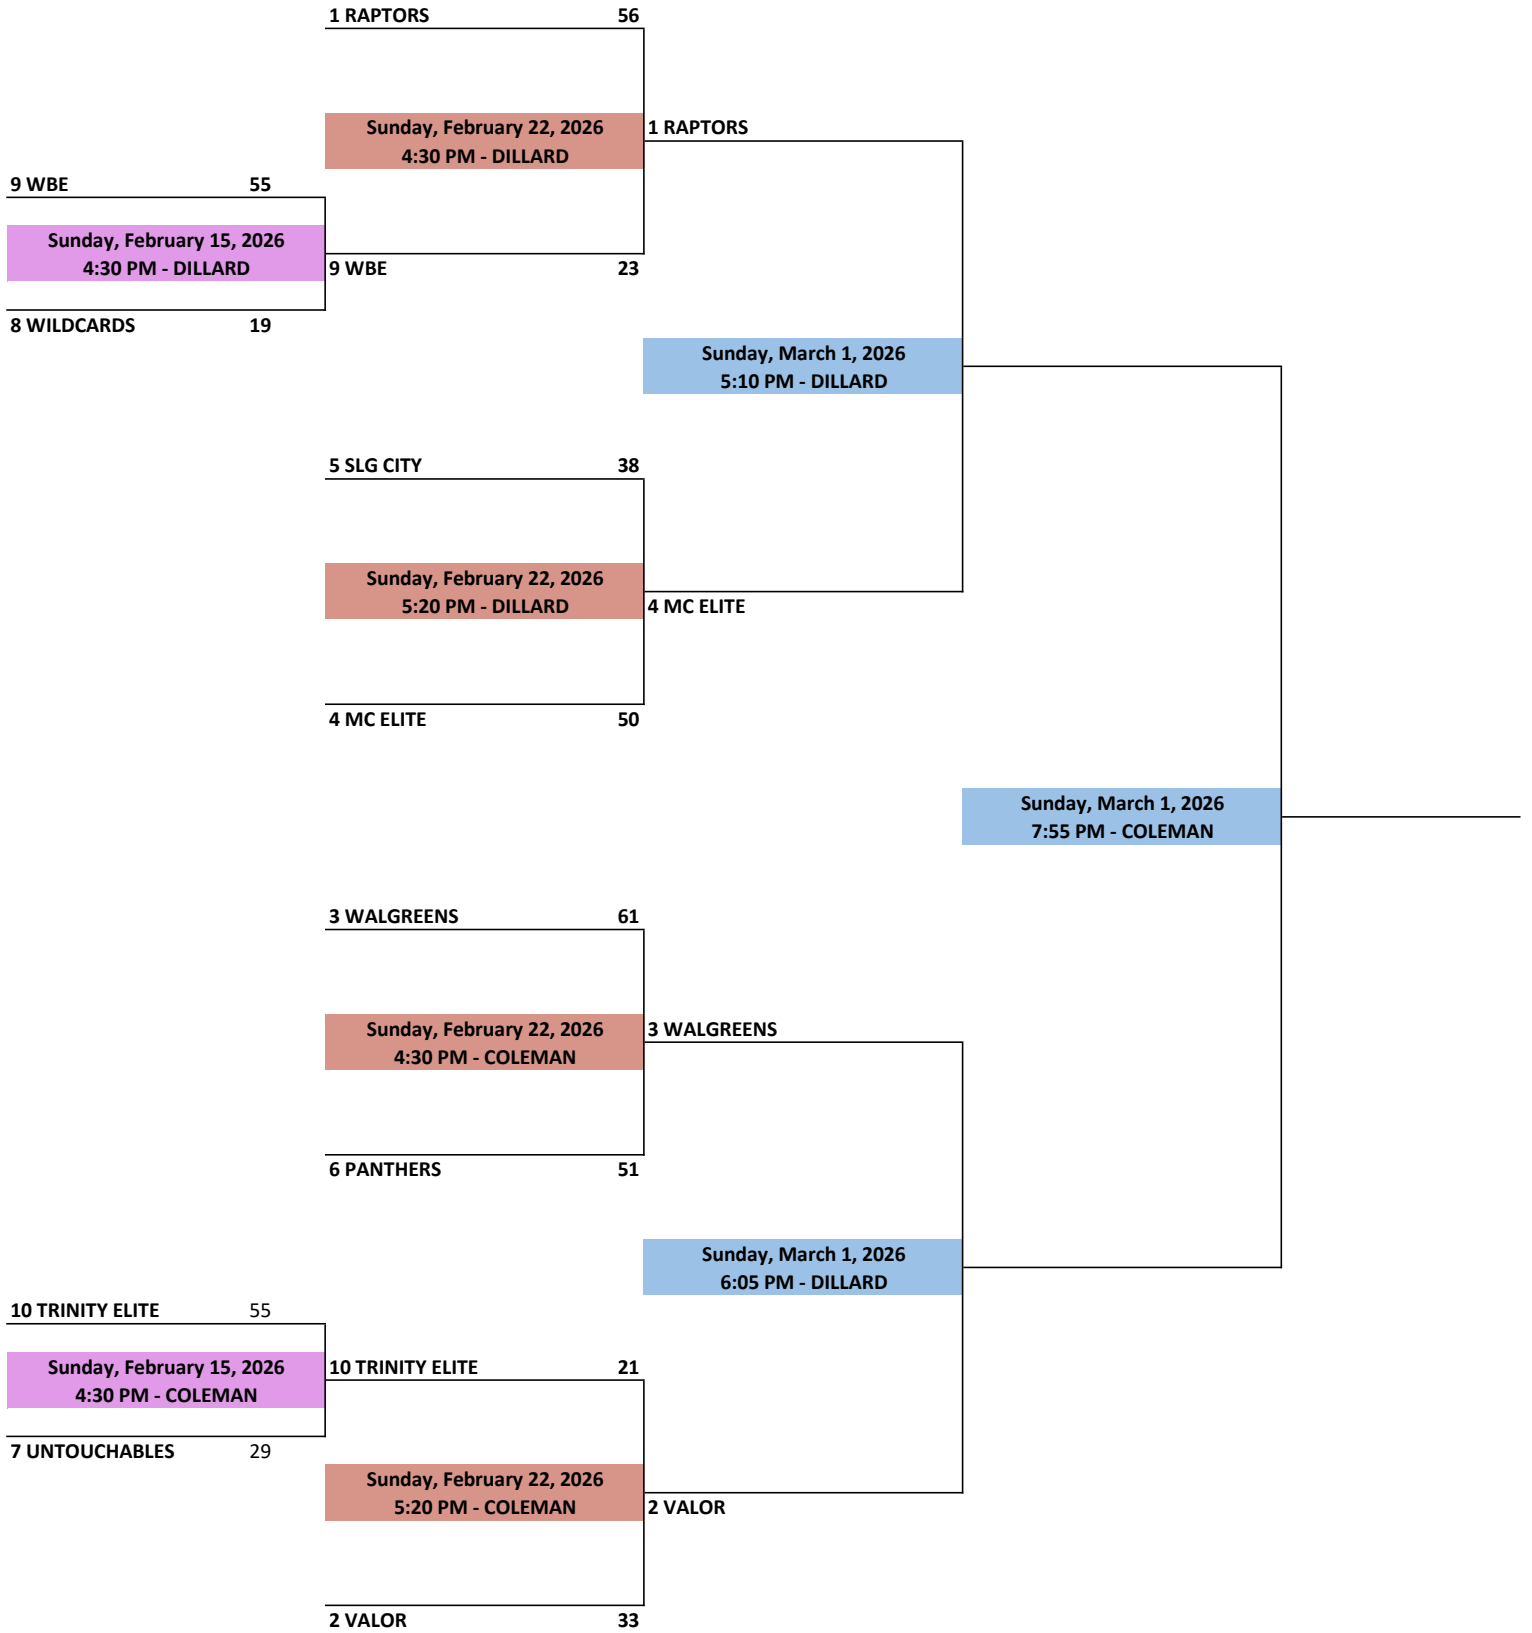 1 RAPTORS 56
Sunday, February 22, 2026
4:30 PM - DILLARD
1 RAPTORS
9 WBE 55
Sunday, February 15, 2026
4:30 PM - DILLARD
9 WBE 23
8 WILDCARDS 19
Sunday, March 1, 2026
5:10 PM - DILLARD
5 SLG CITY 38
Sunday, February 22, 2026
5:20 PM - DILLARD
4 MC ELITE
4 MC ELITE 50
Sunday, March 1, 2026
7:55 PM - COLEMAN
3 WALGREENS 61
Sunday, February 22, 2026
4:30 PM - COLEMAN
3 WALGREENS
6 PANTHERS 51
Sunday, March 1, 2026
6:05 PM - DILLARD
10 TRINITY ELITE 55
Sunday, February 15, 2026
4:30 PM - COLEMAN
10 TRINITY ELITE 21
7 UNTOUCHABLES 29
Sunday, February 22, 2026
5:20 PM - COLEMAN
2 VALOR
2 VALOR 33